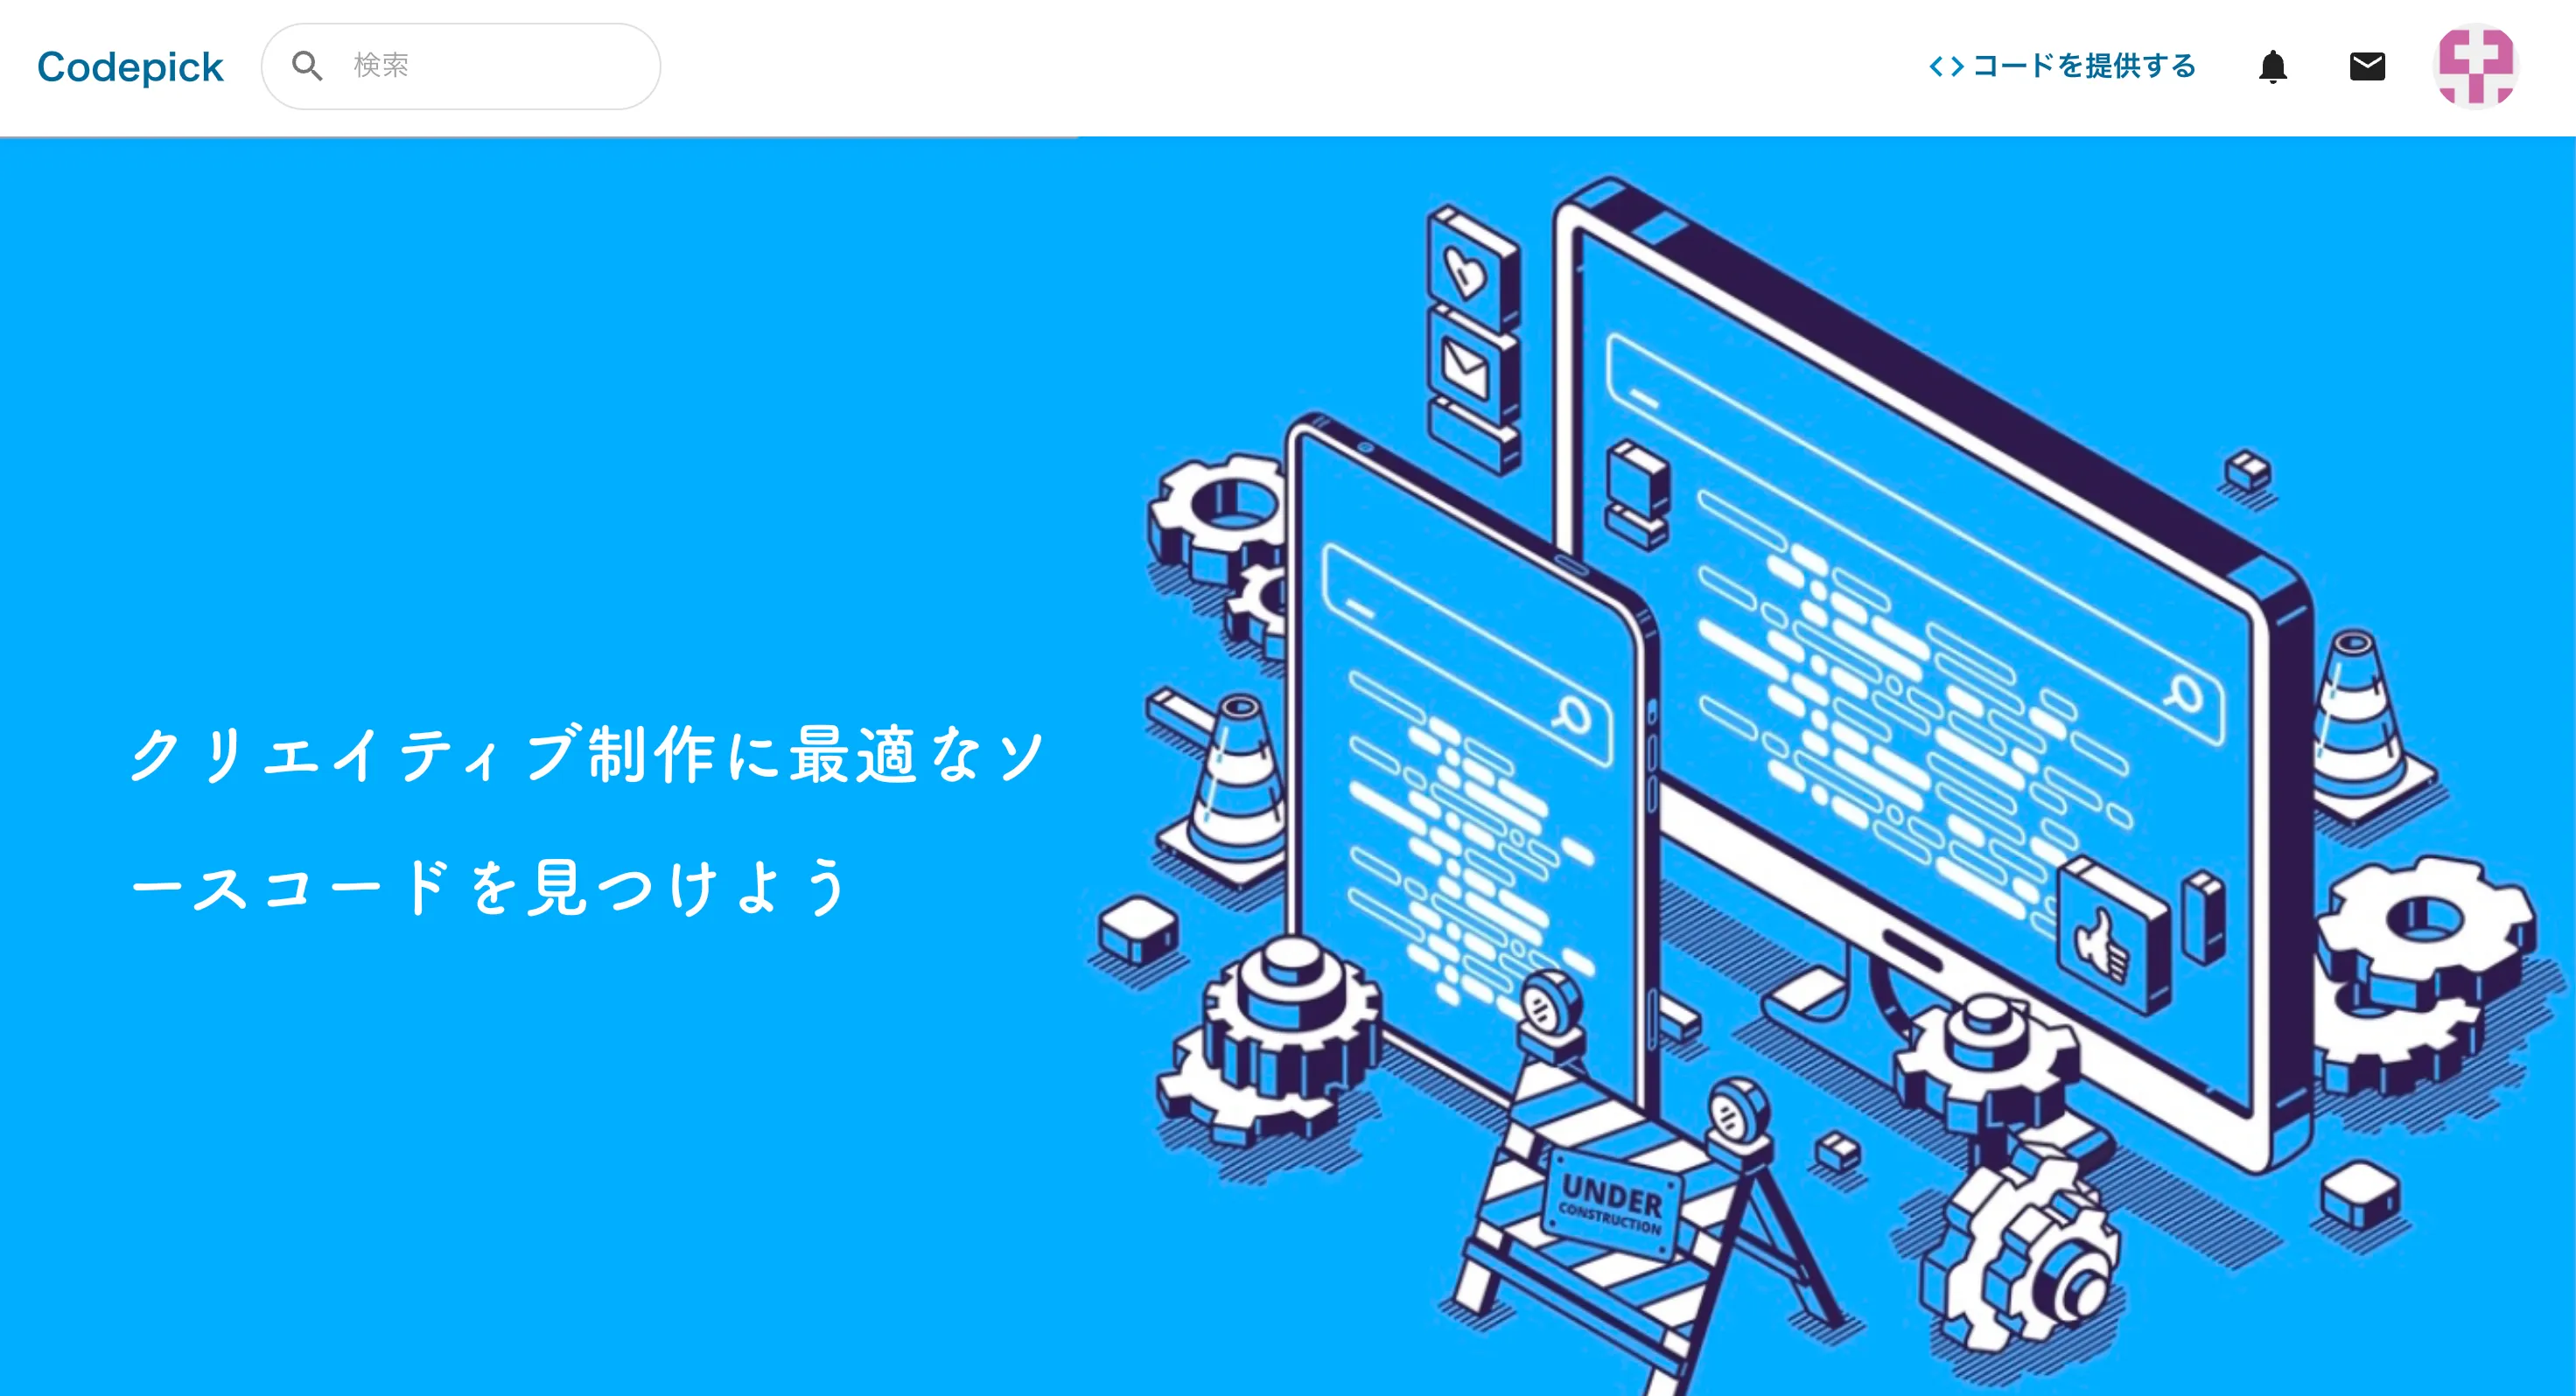 Codepick
検索
<> コードを提供する
クリエイティブ制作に最適なソ
ースコードを見つけよう
UNDER
CONSTRUCTION